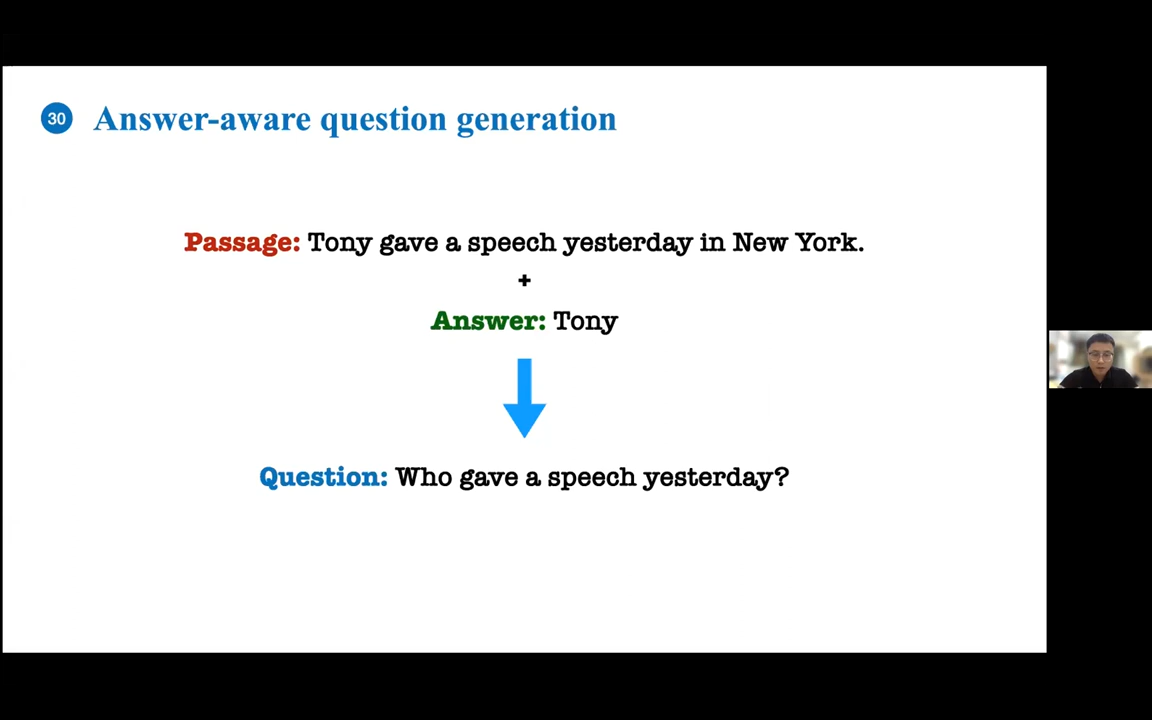 30 Answer-aware question generation
Passage: Tony gave a speech yesterday in New York.
+
Answer: Tony
Question: Who gave a speech yesterday?